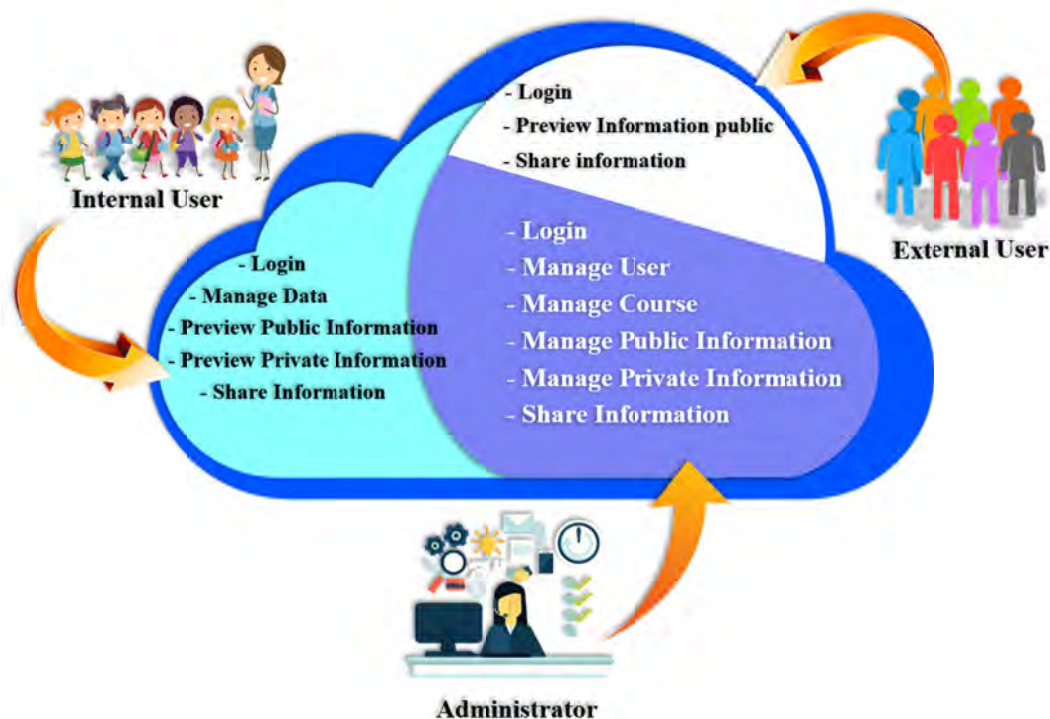 - Login
- Preview Information public
- Share information
Internal User
External User
- Login
- Manage Data
- Preview Public Information
- Preview Private Information
- Share Information
- Login
- Manage User
- Manage Course
- Manage Public Information
- Manage Private Information
- Share Information
Administrator